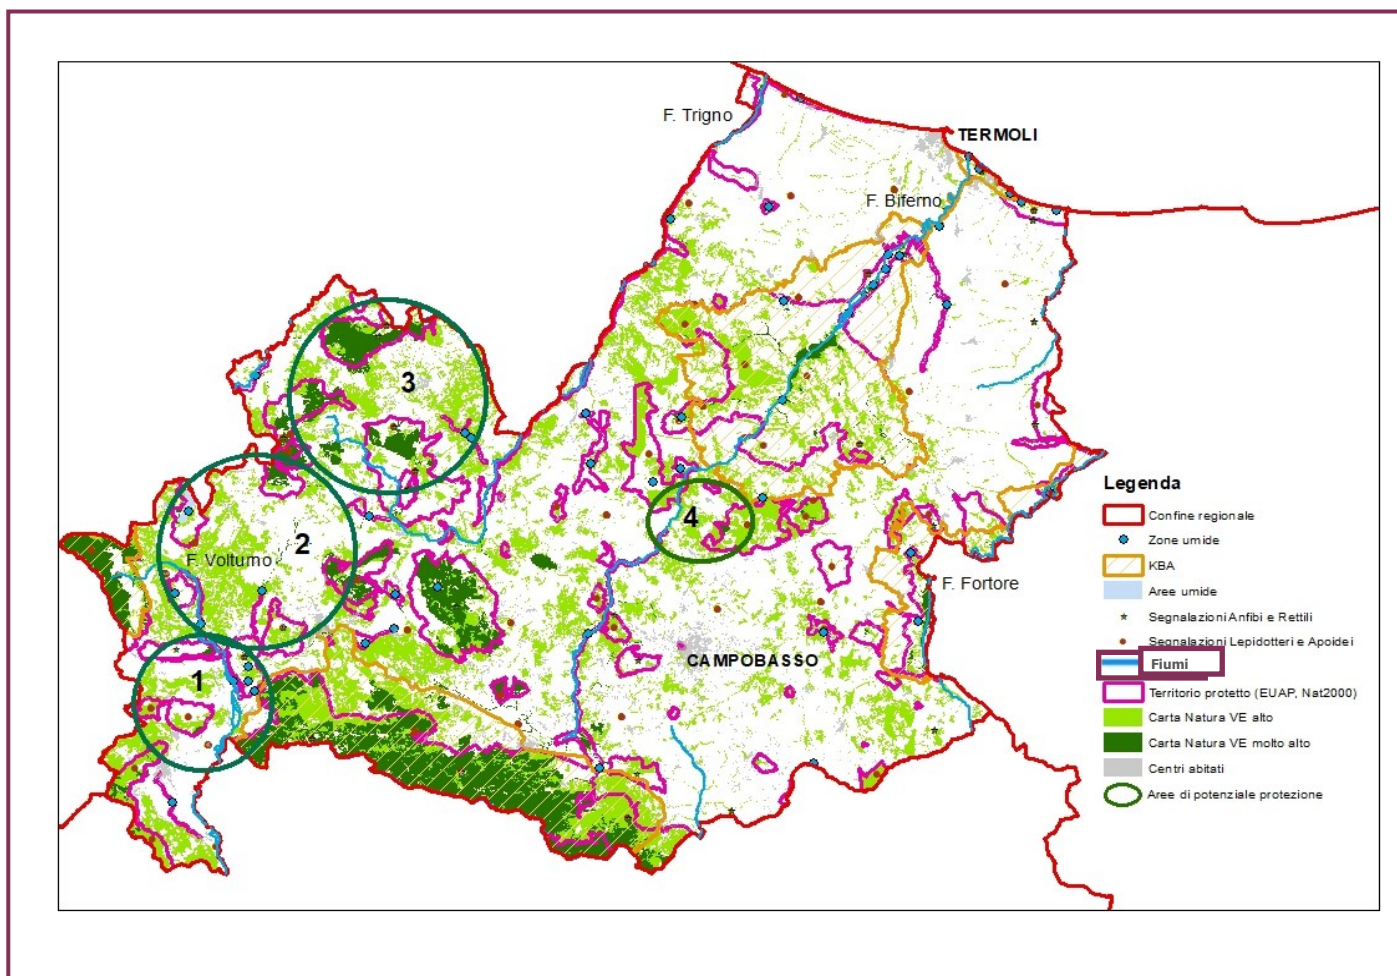 F. Trigno
TERMOLI
F. Biferno
3
4
2
F. Volturno
F. Fortore
CAMPOBASSO
1
Legenda
Confine regionale
Zone umide
KBA
Aree umide
Segnalazioni Anfibi e Rettili
Segnalazioni Lepidotteri e Apoidei
Fiumi
Territorio protetto (EUAP, Nat2000)
Carta Natura VE alto
Carta Natura VE molto alto
Centri abitati
Aree di potenziale protezione